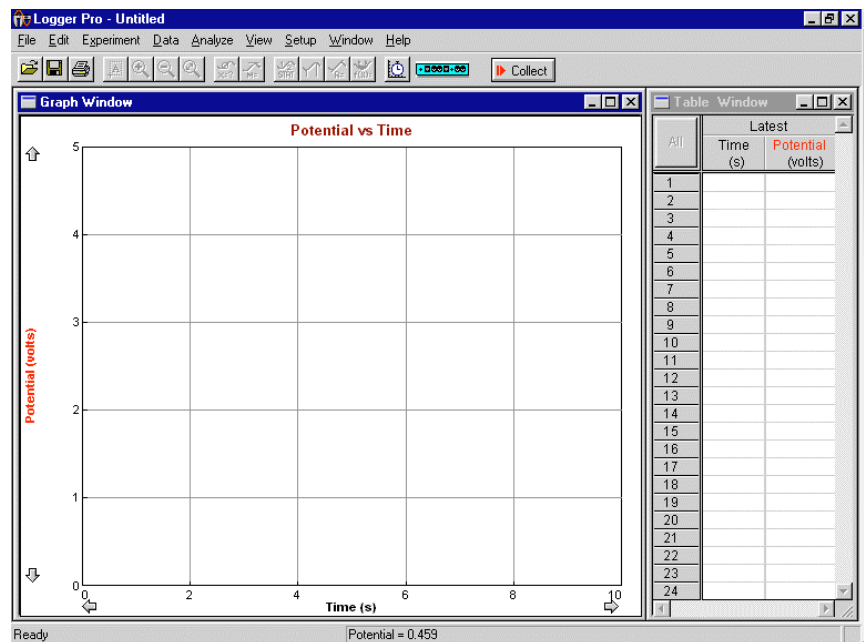 Logger Pro - Untitled
File Edit Experiment Data Analyze View Setup Window Help
Collect
Graph Window
Potential vs Time
5
4
3
2
1
0
Potential (volts)
0 2 4 6 8 10
Time (s)
Table Window
All
Latest
Time Potential
(s) (volts)
1
2
3
4
5
6
7
8
9
10
11
12
13
14
15
16
17
18
19
20
21
22
23
24
Ready Potential = 0.459